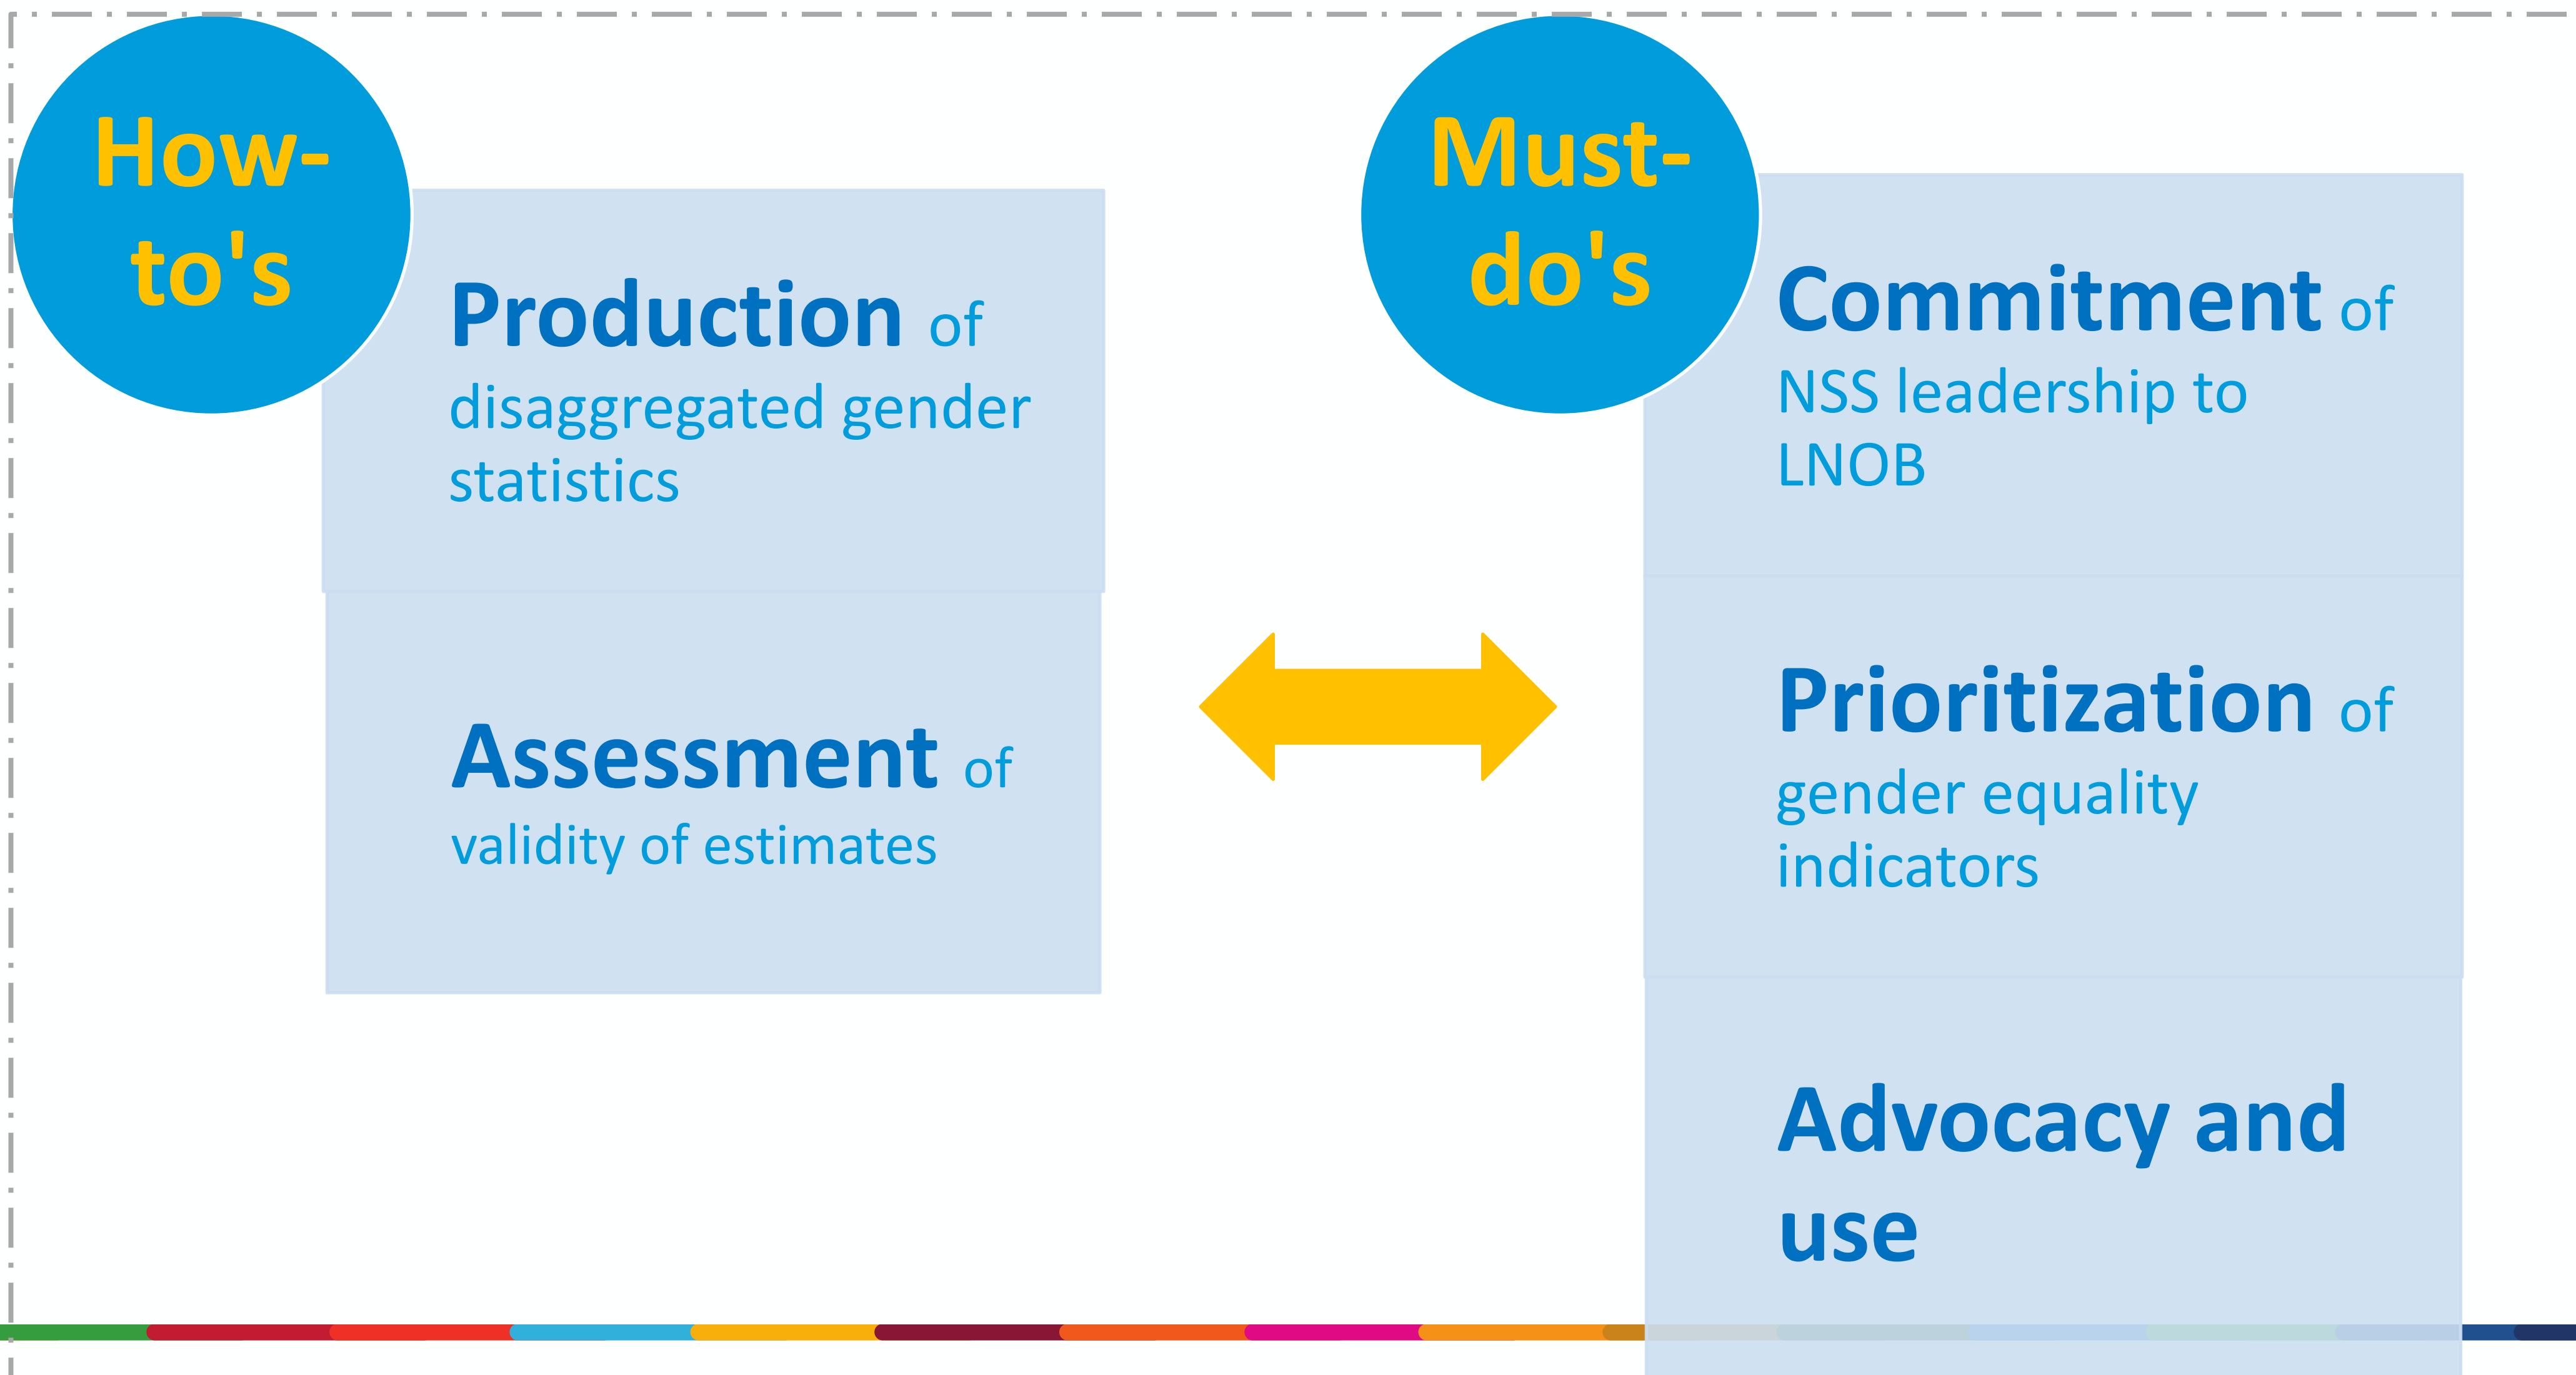 How-
to's
Production of
disaggregated gender
statistics
Assessment of
validity of estimates
Must-
do's
Commitment of
NSS leadership to
LNOB
Prioritization of
gender equality
indicators
Advocacy and
use